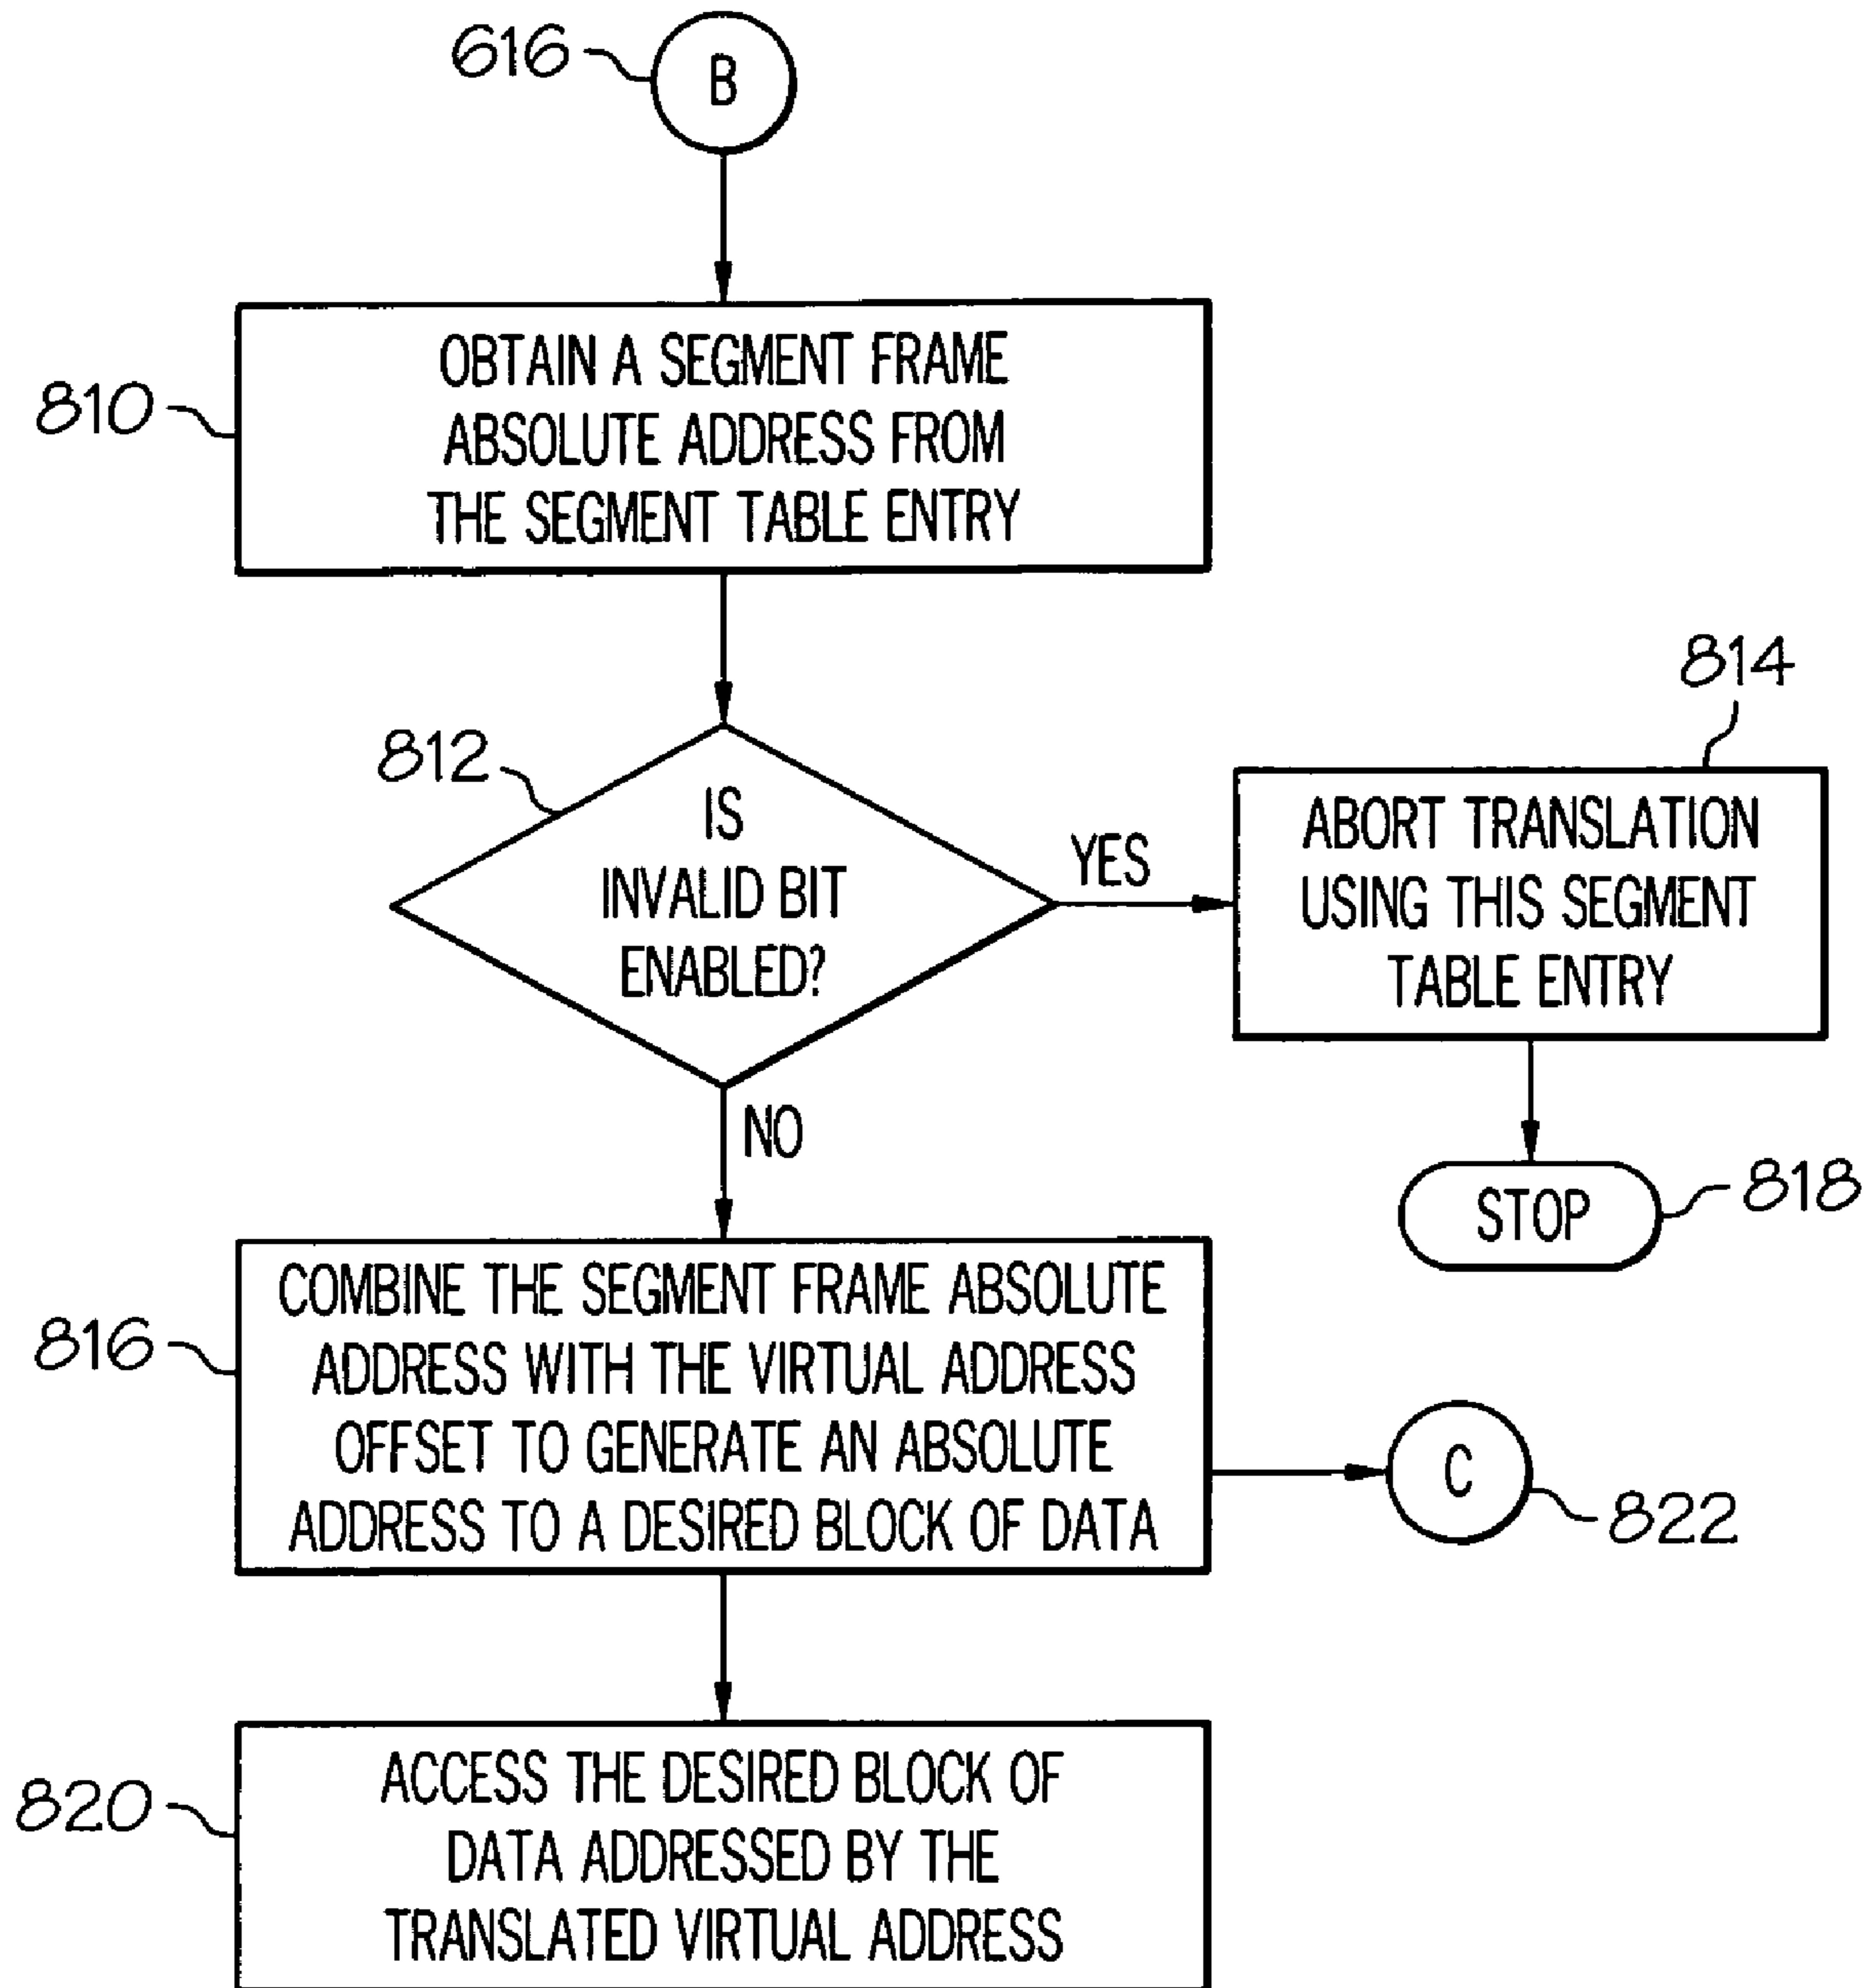 616
B
810
OBTAIN A SEGMENT FRAME
ABSOLUTE ADDRESS FROM
THE SEGMENT TABLE ENTRY
812
IS
INVALID BIT
ENABLED?
YES
814
ABORT TRANSLATION
USING THIS SEGMENT
TABLE ENTRY
STOP
818
NO
816
COMBINE THE SEGMENT FRAME ABSOLUTE
ADDRESS WITH THE VIRTUAL ADDRESS
OFFSET TO GENERATE AN ABSOLUTE
ADDRESS TO A DESIRED BLOCK OF DATA
C
822
820
ACCESS THE DESIRED BLOCK OF
DATA ADDRESSED BY THE
TRANSLATED VIRTUAL ADDRESS